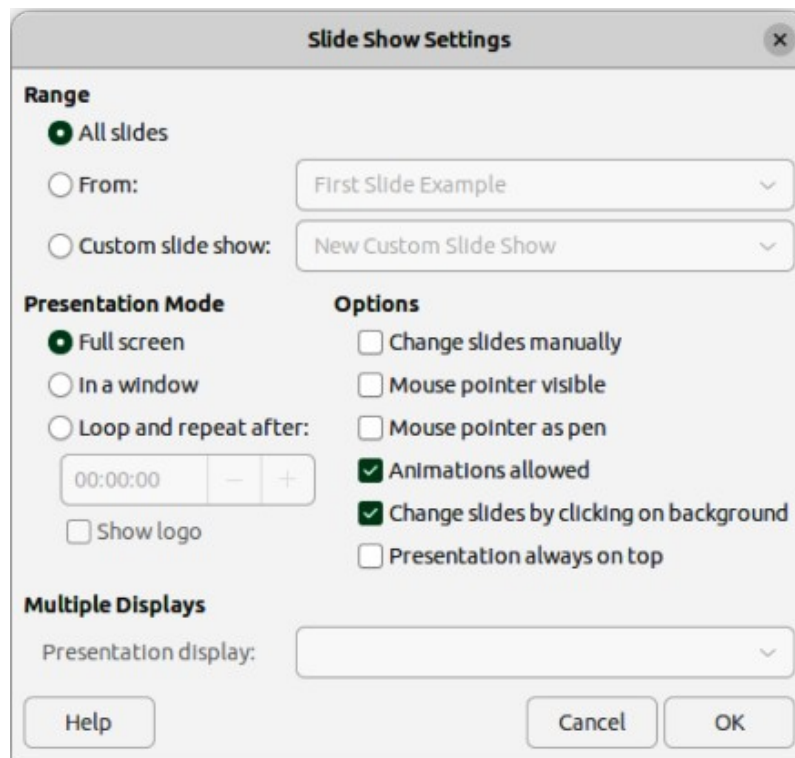 Slide Show Settings
Range
All slides
From:
First Slide Example
Custom slide show:
New Custom Slide Show
Presentation Mode
Full screen
In a window
Loop and repeat after:
00:00:00
Show logo
Options
Change slides manually
Mouse pointer visible
Mouse pointer as pen
Animations allowed
Change slides by clicking on background
Presentation always on top
Multiple Displays
Presentation display:
Help
Cancel
OK